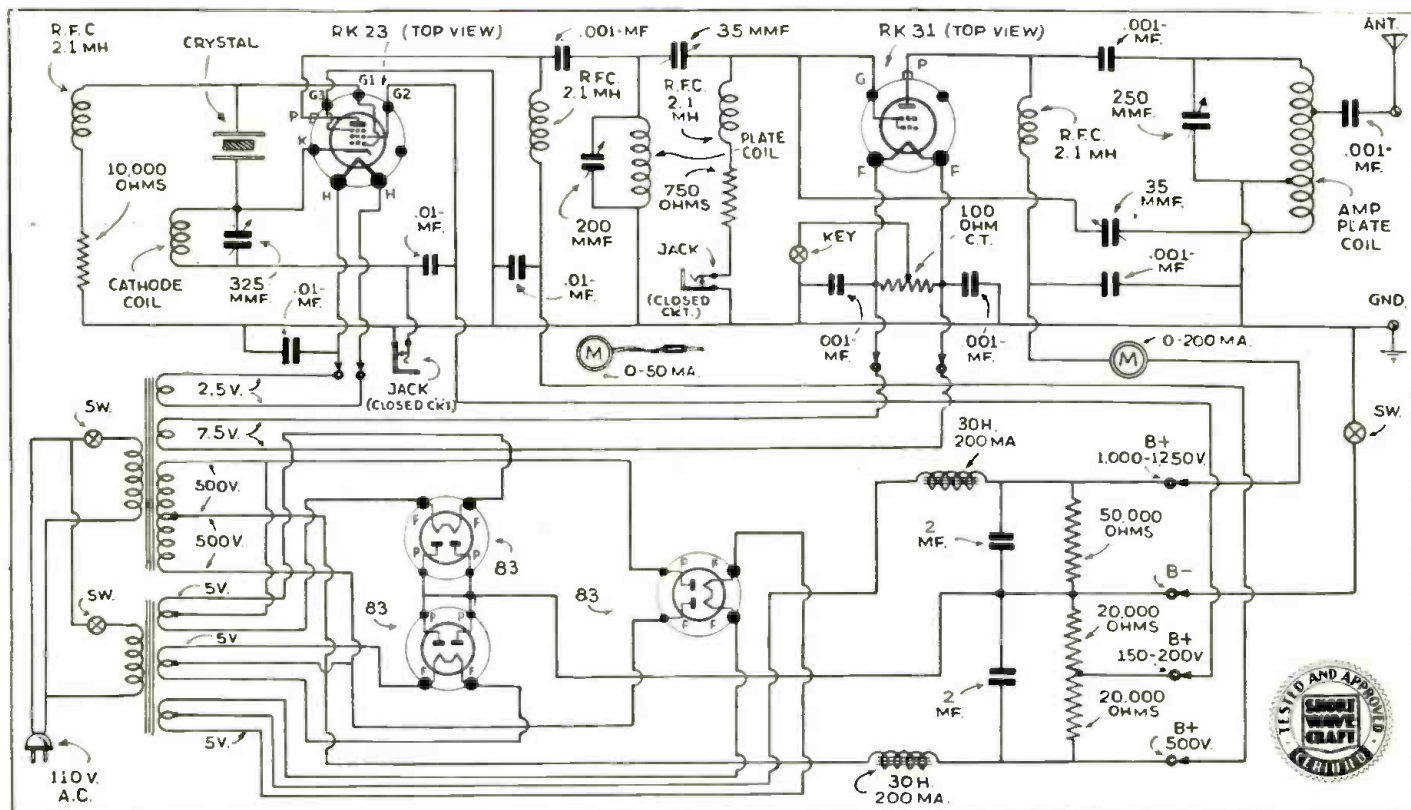 R.F.C
2.1 MH
CRYSTAL
RK 23 (TOP VIEW)
.001-MF.
35 MMF
RK 31 (TOP VIEW)
.001-
MF.
ANT.
G1
G3
G2
P
K
H
H
R.F.C.
2.1 MH
R.F.C.
2.1
MH
G
P
F
F
250
MMF.
R.F.C.
2.1 MH
.001-
MF.
10,000
OHMS
PLATE
COIL
750
OHMS
200
MMF
.01-
MF.
CATHODE
COIL
325
MMF.
.01-
MF.
.01-
MF.
JACK
(CLOSED
CKT.)
KEY
100
OHM
C.T.
35
MMF.
AMP
PLATE
COIL
.001-
MF
GND.
.001-
MF.
.001-
MF.
M
0-50 MA.
M
0-200 MA.
JACK
(CLOSED CKT)
2.5 V.
SW.
7.5 V.
500V.
500V.
SW.
5V.
5V
5V.
110 V.
A.C.
F
F
P
P
83
P
P
83
F
F
83
P
F
P
F
30H.
200 MA
B+
1,000-1250V.
SW.
2
MF.
50,000
OHMS
B-
20,000
OHMS
B+
150-200V.
2
MF.
20,000
OHMS
B+
500V.
30H.
200 MA.
TESTED AND APPROVED
SHORT
WAVE
CRAFT
CERTIFIED